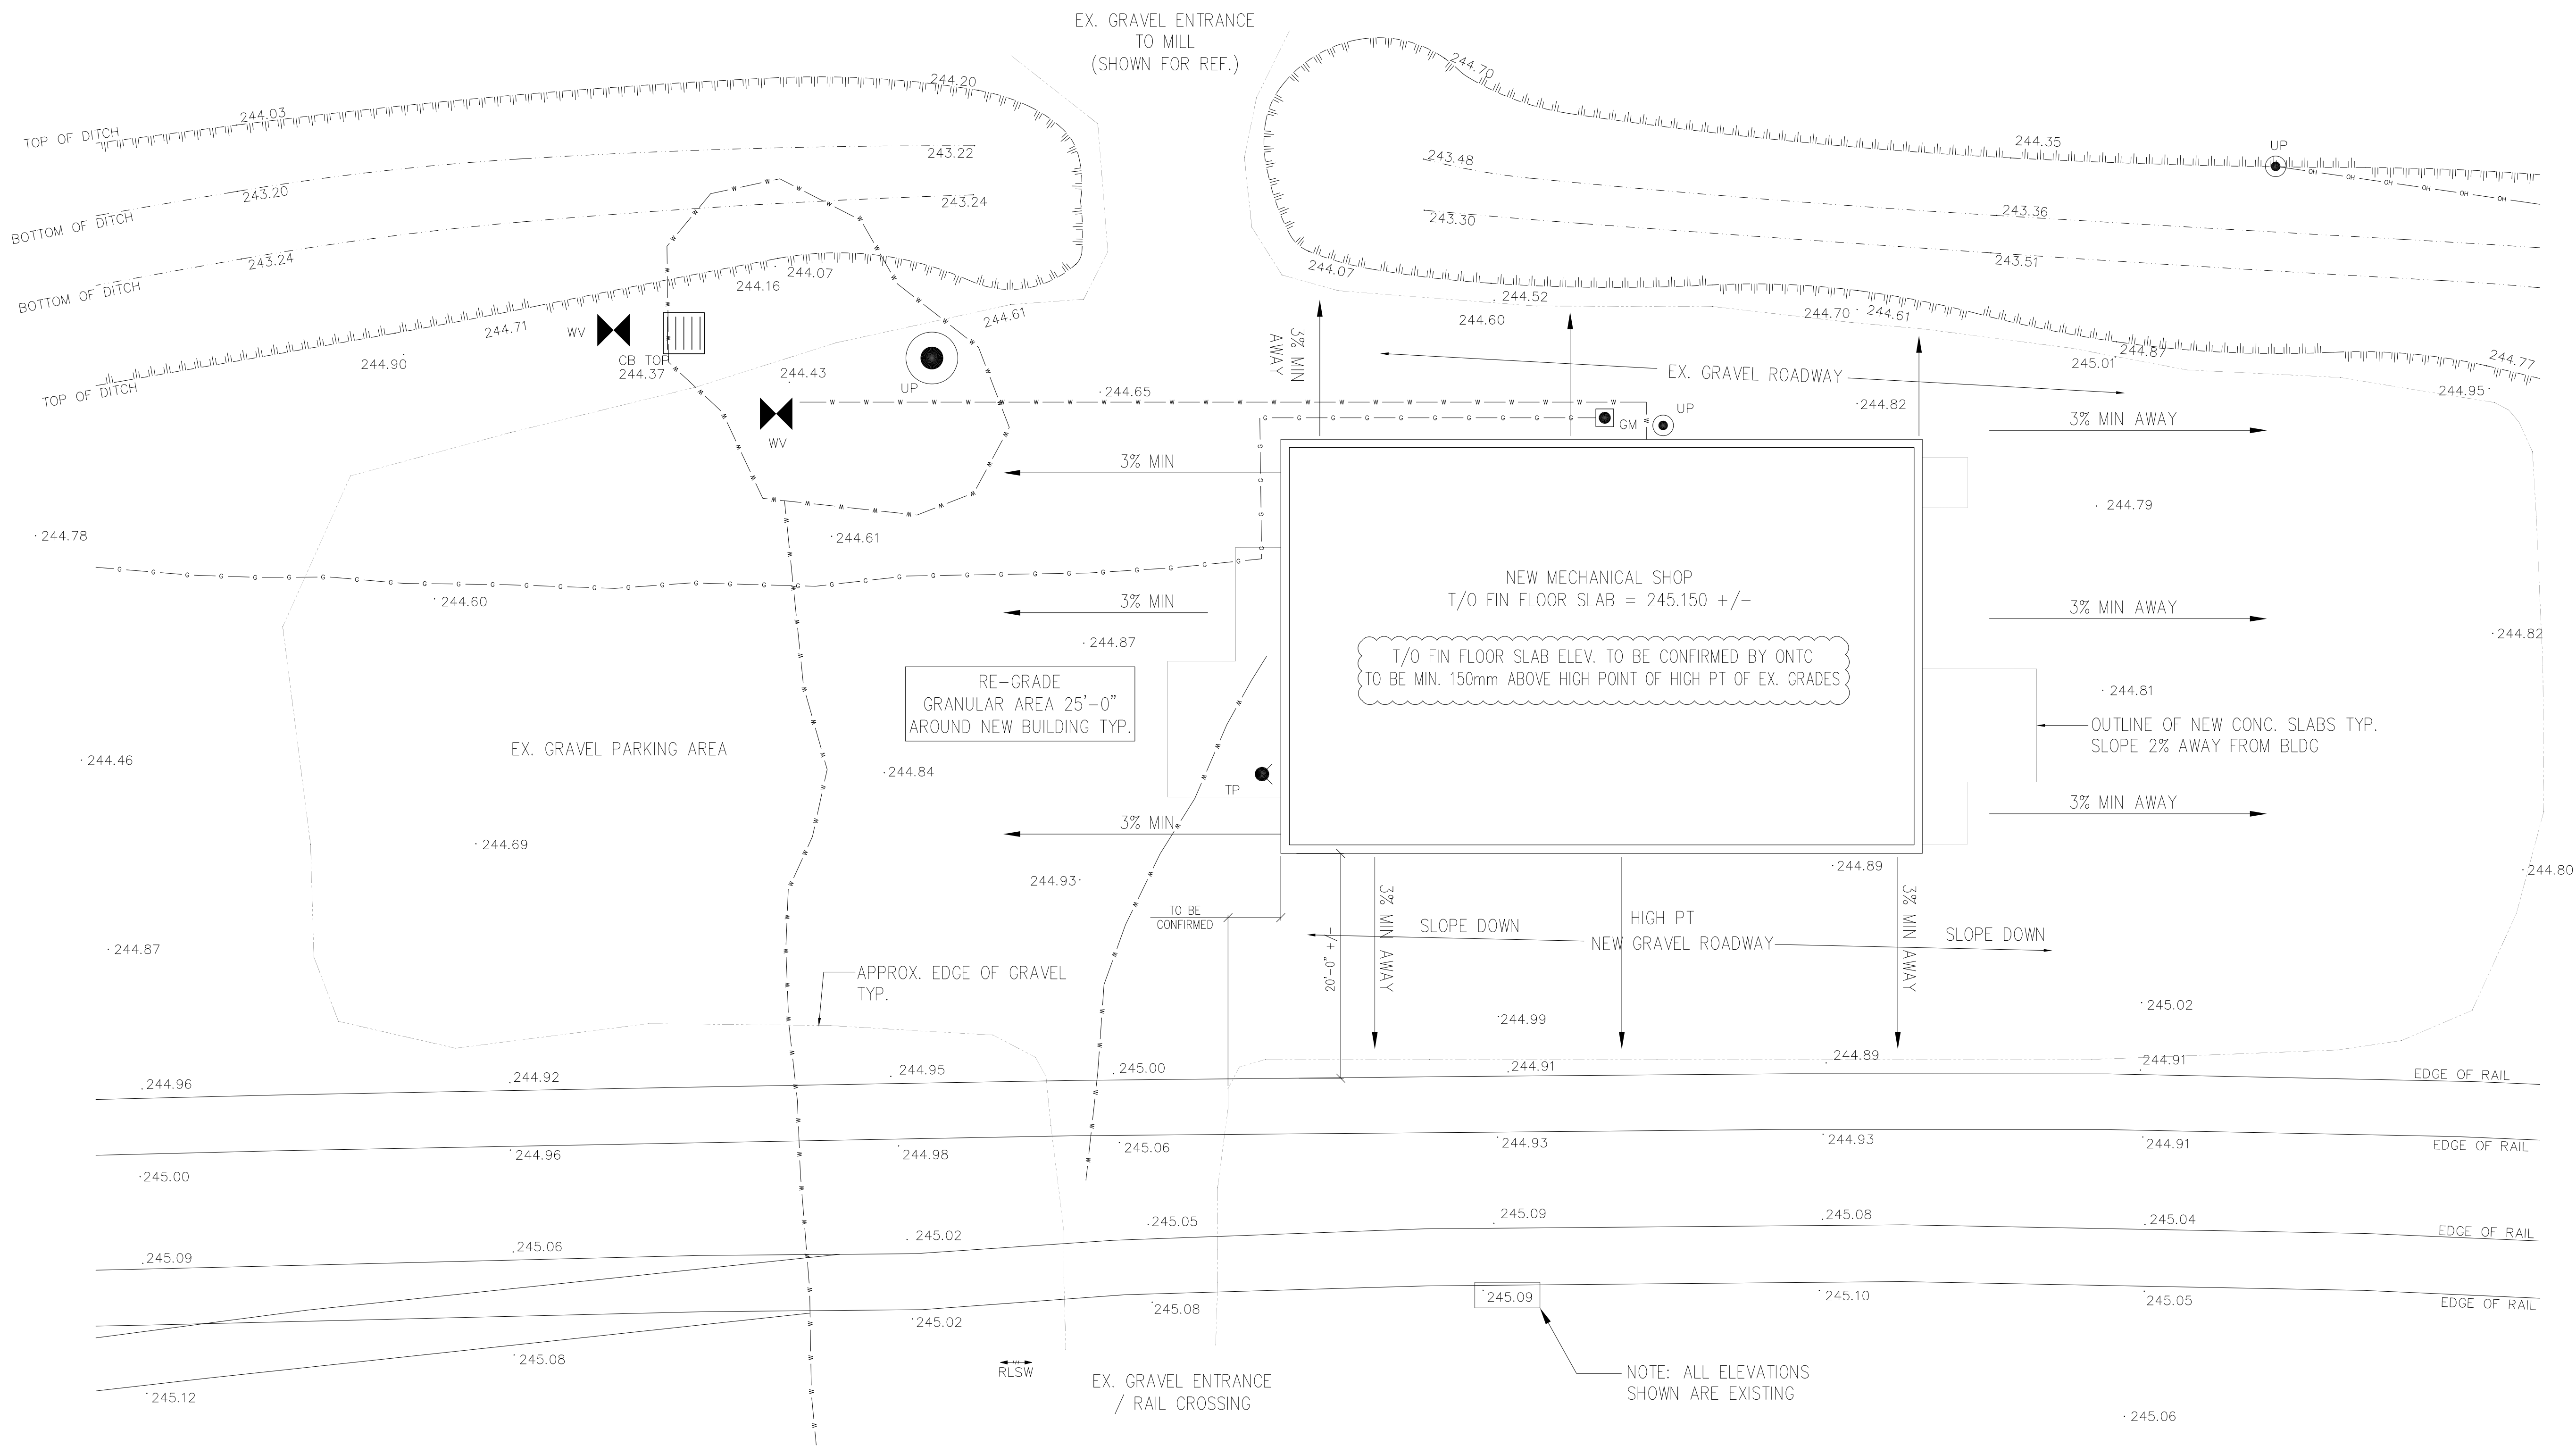 EX. GRAVEL ENTRANCE
TO MILL
(SHOWN FOR REF.)
244.20
244.70
244.03
TOP OF DITCH
244.35
UP
OH OH OH OH OH OH
243.22
243.48
243.20
243.24
243.36
243.30
BOTTOM OF DITCH
243.24
243.51
244.07
244.07
244.16
BOTTOM OF DITCH
244.52
244.61
244.60
244.70
244.61
244.71
WV
CB TOP
244.37
244.90
244.43
UP
3% MIN
AWAY
244.87
245.01
244.77
EX. GRAVEL ROADWAY
244.95
TOP OF DITCH
244.65
244.82
WV
GM
UP
3% MIN AWAY
3% MIN
244.79
244.78
244.61
NEW MECHANICAL SHOP
T/O FIN FLOOR SLAB = 245.150 +/-
244.60
3% MIN
3% MIN AWAY
244.87
244.82
T/O FIN FLOOR SLAB ELEV. TO BE CONFIRMED BY ONTC
TO BE MIN. 150mm ABOVE HIGH POINT OF HIGH PT OF EX. GRADES
RE-GRADE
GRANULAR AREA 25'-0"
AROUND NEW BUILDING TYP.
244.81
OUTLINE OF NEW CONC. SLABS TYP.
SLOPE 2% AWAY FROM BLDG
EX. GRAVEL PARKING AREA
244.46
244.84
TP
3% MIN AWAY
3% MIN
244.69
244.89
244.80
244.93
TO BE
CONFIRMED
20'-0" +/-
3% MIN AWAY
SLOPE DOWN
HIGH PT
NEW GRAVEL ROADWAY
3% MIN AWAY
SLOPE DOWN
244.87
APPROX. EDGE OF GRAVEL
TYP.
244.99
245.02
244.96
244.92
244.95
245.00
244.91
244.89
244.91
EDGE OF RAIL
244.96
244.98
245.06
244.93
244.93
244.91
EDGE OF RAIL
245.00
245.09
245.06
245.02
245.05
245.09
245.08
245.04
EDGE OF RAIL
245.02
245.08
245.09
245.10
245.05
EDGE OF RAIL
245.08
245.12
RLSW
EX. GRAVEL ENTRANCE
/ RAIL CROSSING
NOTE: ALL ELEVATIONS
SHOWN ARE EXISTING
245.06